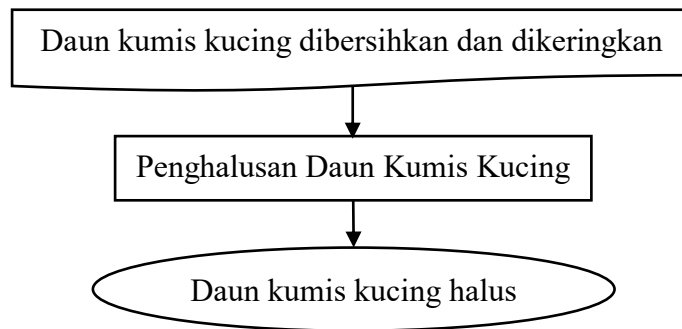 Daun kumis kucing dibersihkan dan dikeringkan
Penghalusan Daun Kumis Kucing
Daun kumis kucing halus